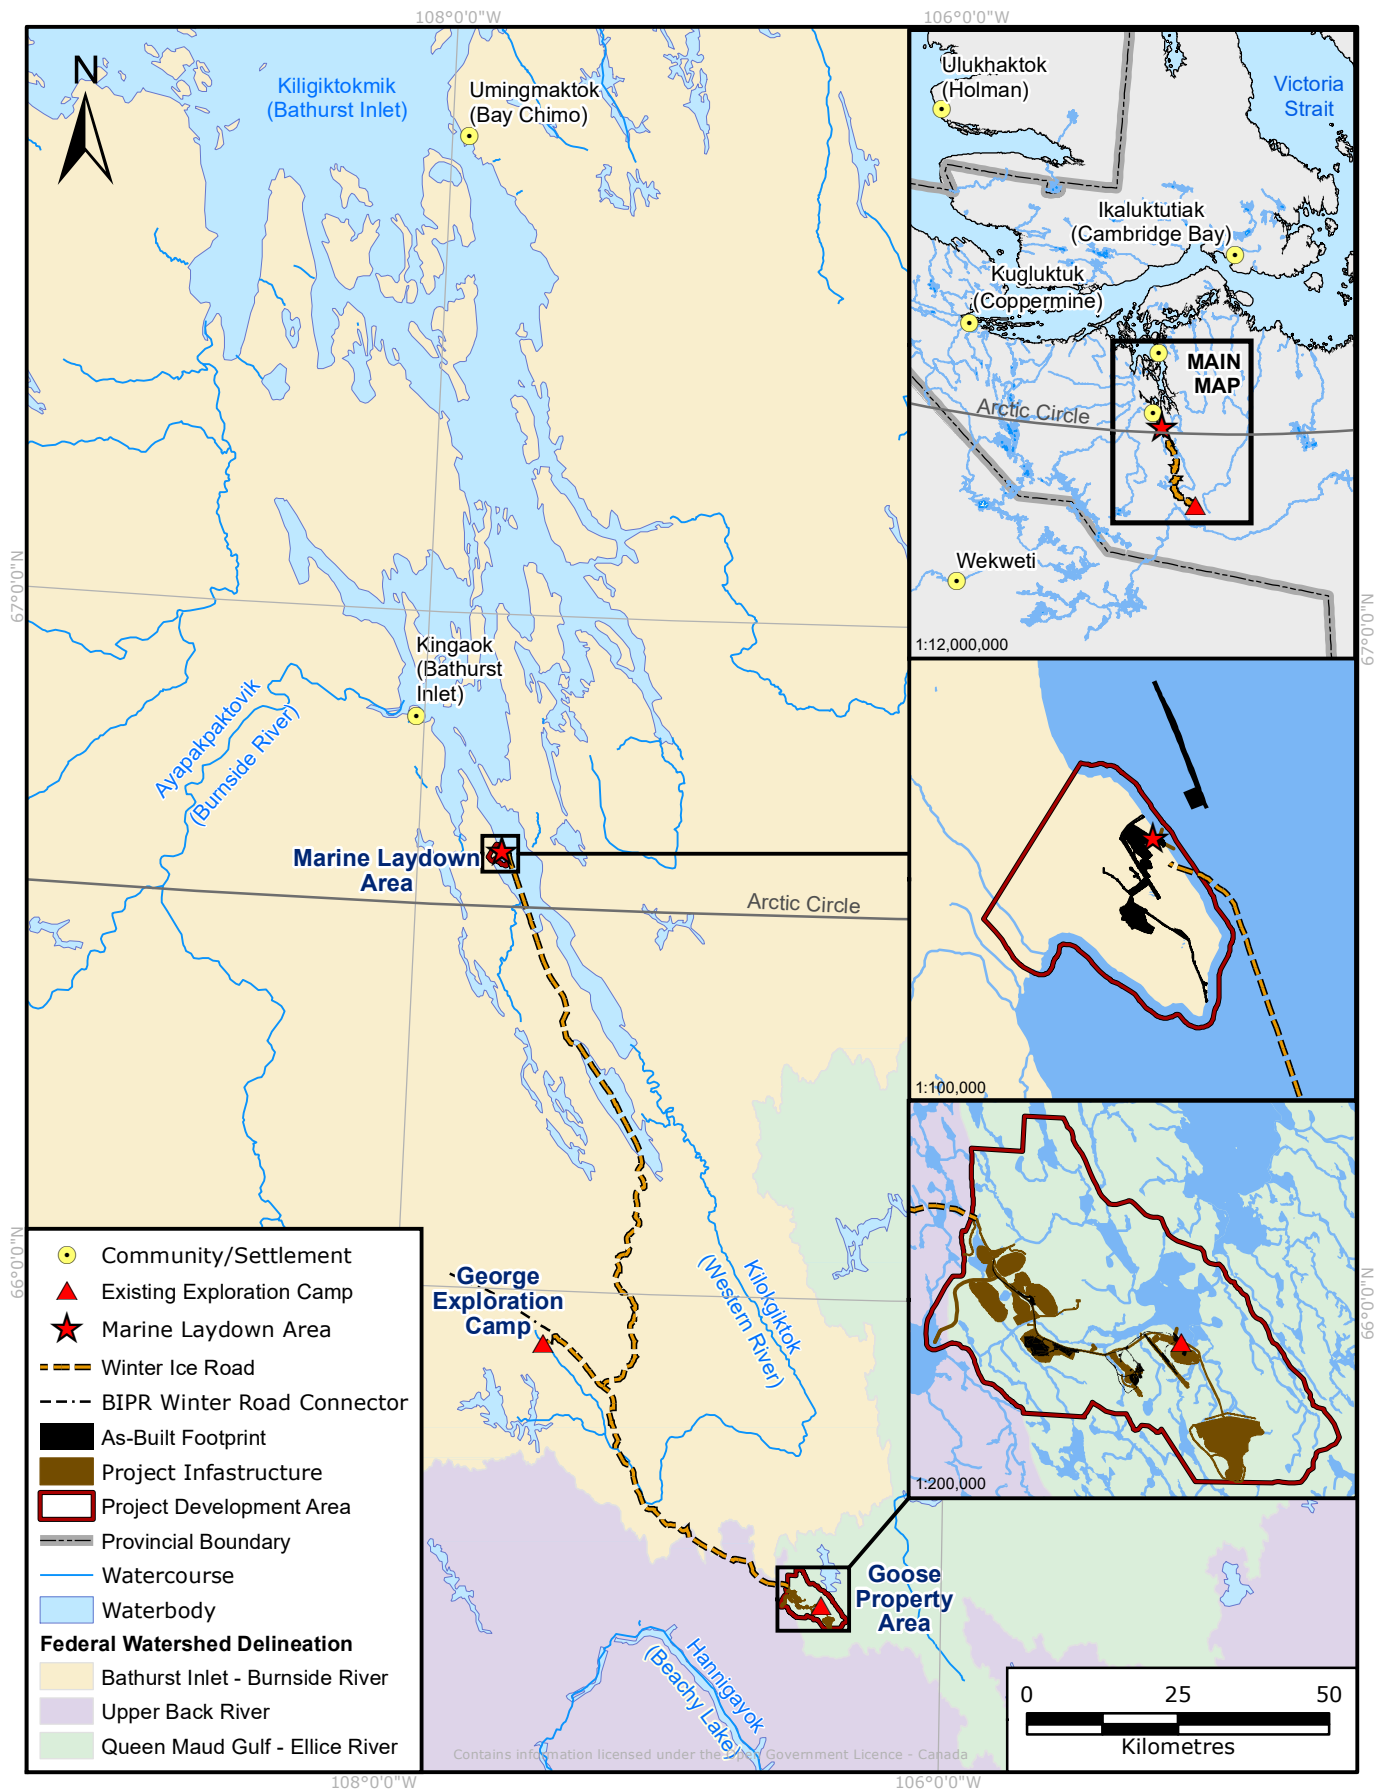 108°0'0"W
106°0'0"W
N
Kiligiktokmik
(Bathurst Inlet)
Umingmaktok
(Bay Chimo)
Ulukhaktok
(Holman)
Victoria
Strait
Ikaluktutiak
(Cambridge Bay)
Kugluktuk
(Coppermine)
MAIN
MAP
Arctic Circle
Wekweti
1:12,000,000
67°0'0"N
67°0'0"N
Kingaok
(Bathurst
Inlet)
Ayapakpaktovik
(Burnside River)
Marine Laydown
Area
Arctic Circle
1:100,000
66°0'0"N
66°0'0"N
George
Exploration
Camp
Kilokgiktok
(Western River)
1:200,000
Goose
Property
Area
Hannigayok
(Beachy Lake)
Community/Settlement
Existing Exploration Camp
Marine Laydown Area
Winter Ice Road
BIPR Winter Road Connector
As-Built Footprint
Project Infastructure
Project Development Area
Provincial Boundary
Watercourse
Waterbody
Federal Watershed Delineation
Bathurst Inlet - Burnside River
Upper Back River
Queen Maud Gulf - Ellice River
0 25 50
Kilometres
Contains information licensed under the Open Government Licence - Canada
108°0'0"W
106°0'0"W